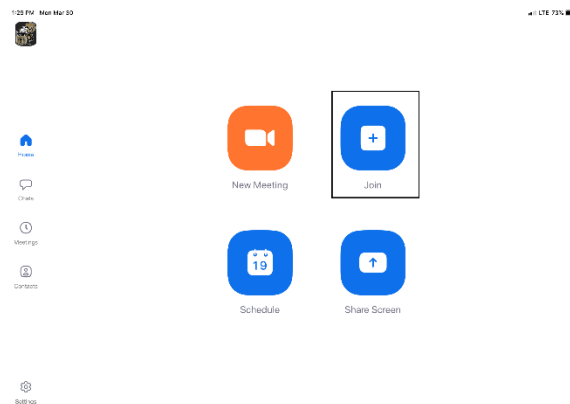 1:29 PM Mon Mar 30
LTE 73%
Home
Chats
Meetings
Contacts
Settings
New Meeting
Join
19
Schedule
Share Screen